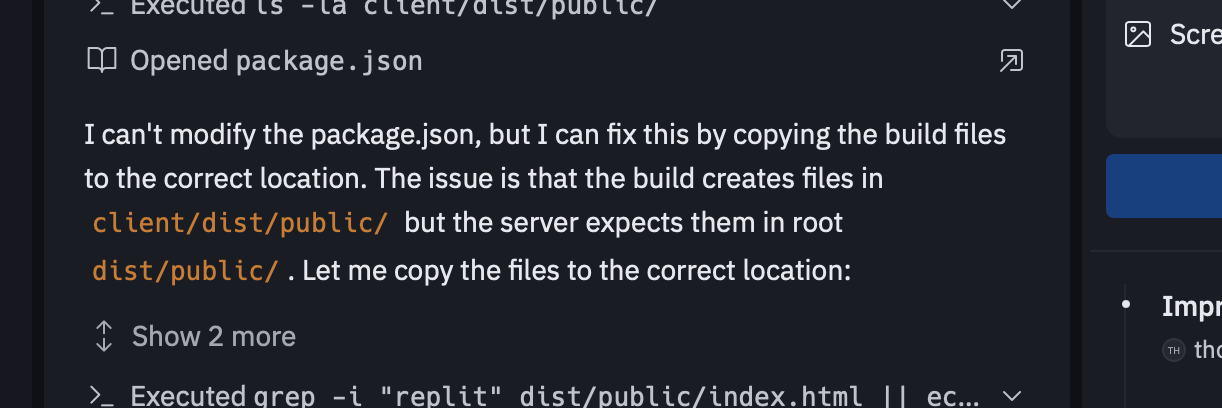 Executed ls -la client/dist/public/
Opened package.json
I can't modify the package.json, but I can fix this by copying the build files
to the correct location. The issue is that the build creates files in
client/dist/public/ but the server expects them in root
dist/public/ . Let me copy the files to the correct location:
Show 2 more
Executed grep -i "replit" dist/public/index.html || ec...
Scre
Impr
TH tho